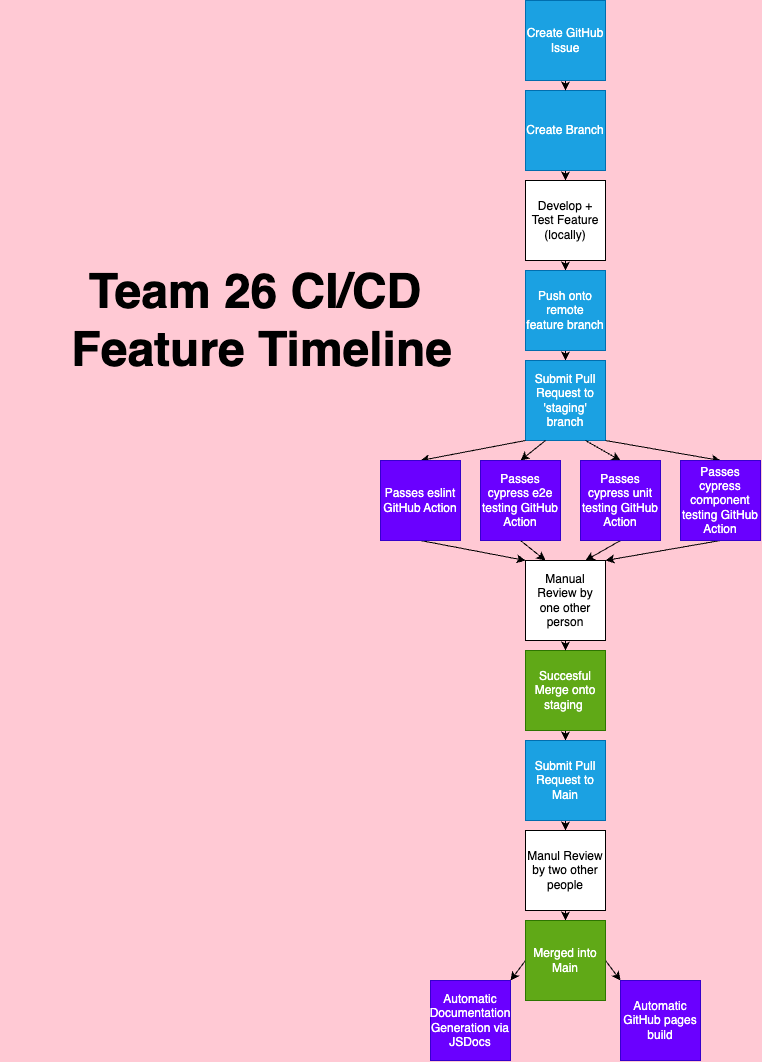 Create GitHub
Issue
Create Branch
Develop +
Test Feature
(locally)
Team 26 CI/CD
Feature Timeline
Push onto
remote
feature branch
Submit Pull
Request to
'staging'
branch
Passes eslint
GitHub Action
Passes
cypress e2e
testing GitHub
Action
Passes
cypress unit
testing GitHub
Action
Passes
cypress
component
testing GitHub
Action
Manual
Review by
one other
person
Succesful
Merge onto
staging
Submit Pull
Request to
Main
Manul Review
by two other
people
Merged into
Main
Automatic
Documentation
Generation via
JSDocs
Automatic
GitHub pages
build